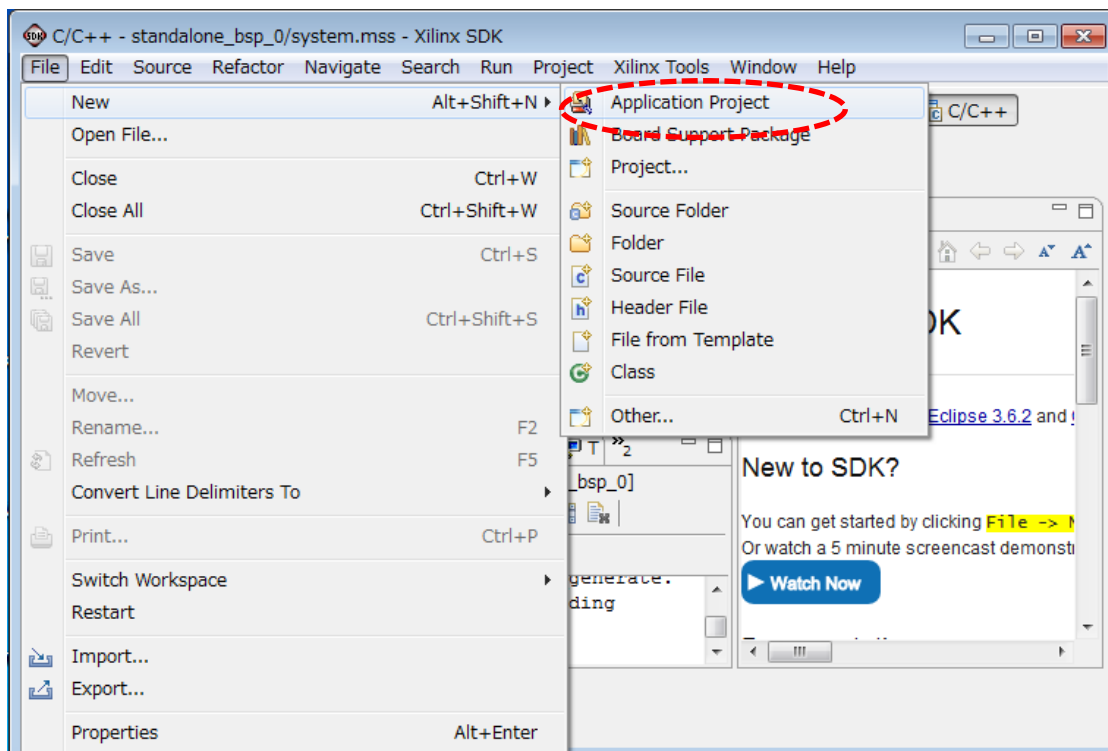 C/C++ - standalone_bsp_0/system.mss - Xilinx SDK
File Edit Source Refactor Navigate Search Run Project Xilinx Tools Window Help
New Alt+Shift+N
Open File...
Close Ctrl+W
Close All Ctrl+Shift+W
Save Ctrl+S
Save As...
Save All Ctrl+Shift+S
Revert
Move...
Rename... F2
Refresh F5
Convert Line Delimiters To
Print... Ctrl+P
Switch Workspace
Restart
Import...
Export...
Properties Alt+Enter
Application Project
Board Support Package
Project...
Source Folder
Folder
Source File
Header File
File from Template
Class
Other... Ctrl+N
C/C++
DK
Eclipse 3.6.2 and
T »2
_bsp_0]
generate.
ding
New to SDK?
You can get started by clicking File ->
Or watch a 5 minute screencast demonst
Watch Now